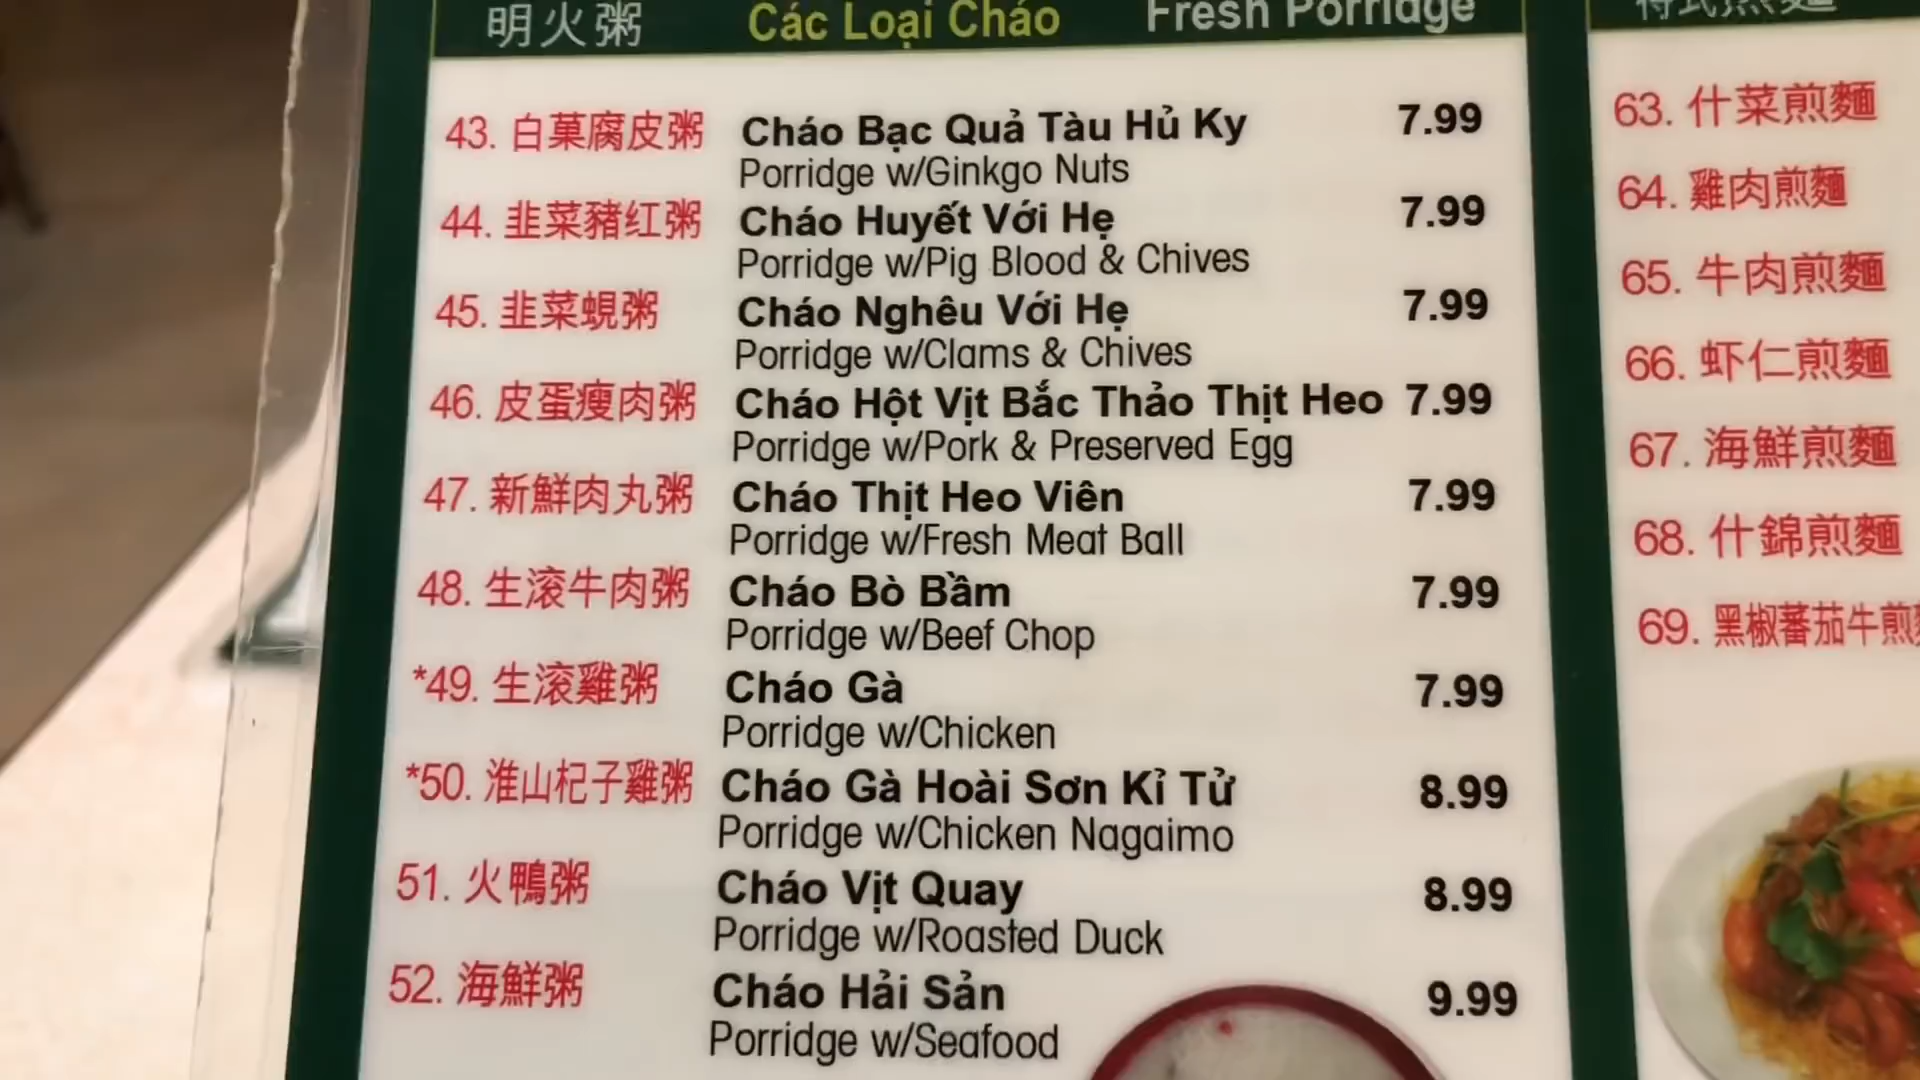 明火粥 Các Loại Cháo Fresh Porridge
43. 白菓腐皮粥 Cháo Bạc Quả Tàu Hủ Ky 7.99
Porridge w/Ginkgo Nuts
44. 韭菜豬红粥 Cháo Huyết Với Hẹ 7.99
Porridge w/Pig Blood & Chives
45. 韭菜蜆粥 Cháo Nghêu Với Hẹ 7.99
Porridge w/Clams & Chives
46. 皮蛋瘦肉粥 Cháo Hột Vịt Bắc Thảo Thịt Heo 7.99
Porridge w/Pork & Preserved Egg
47. 新鮮肉丸粥 Cháo Thịt Heo Viên 7.99
Porridge w/Fresh Meat Ball
48. 生滚牛肉粥 Cháo Bò Bầm 7.99
Porridge w/Beef Chop
*49. 生滚雞粥 Cháo Gà 7.99
Porridge w/Chicken
*50. 淮山杞子雞粥 Cháo Gà Hoài Sơn Kỉ Tử 8.99
Porridge w/Chicken Nagaimo
51. 火鴨粥 Cháo Vịt Quay 8.99
Porridge w/Roasted Duck
52. 海鮮粥 Cháo Hải Sản 9.99
Porridge w/Seafood
63. 什菜煎麵
64. 雞肉煎麵
65. 牛肉煎麵
66. 虾仁煎麵
67. 海鮮煎麵
68. 什錦煎麵
69. 黑椒蕃茄牛煎